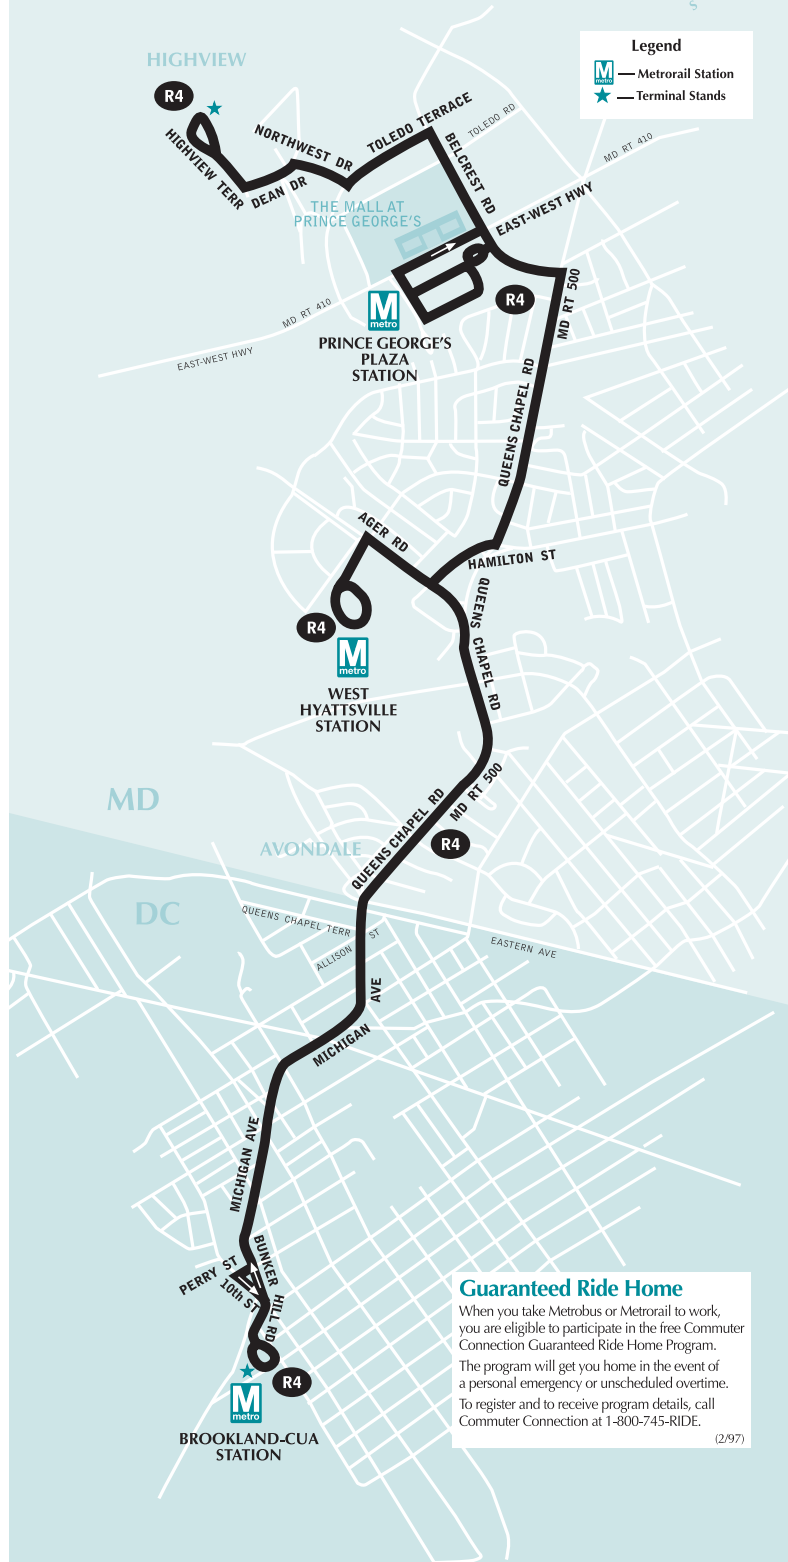 S
HIGHVIEW
Legend
M
metro
Metrorail Station
Terminal Stands
R4
HIGHVIEW TERR
NORTHWEST DR
DEAN DR
TOLEDO TERRACE
BELCREST RD
TOLEDO RD
MD RT 410
EAST-WEST HWY
THE MALL AT
PRINCE GEORGE'S
MD RT 500
R4
M
metro
MD RT 410
EAST-WEST HWY
PRINCE GEORGE'S
PLAZA
STATION
QUEENS CHAPEL RD
AGER RD
HAMILTON ST
QUEENS CHAPEL RD
R4
M
metro
WEST
HYATTSVILLE
STATION
MD
MD RT 500
QUEENS CHAPEL RD
R4
AVONDALE
DC
QUEENS CHAPEL TERR
ALLISON ST
EASTERN AVE
MICHIGAN AVE
MICHIGAN AVE
PERRY ST
10th ST
BUNKER HILL RD
R4
M
metro
BROOKLAND-CUA
STATION
Guaranteed Ride Home
When you take Metrobus or Metrorail to work,
you are eligible to participate in the free Commuter
Connection Guaranteed Ride Home Program.
The program will get you home in the event of
a personal emergency or unscheduled overtime.
To register and to receive program details, call
Commuter Connection at 1-800-745-RIDE.
(2/97)